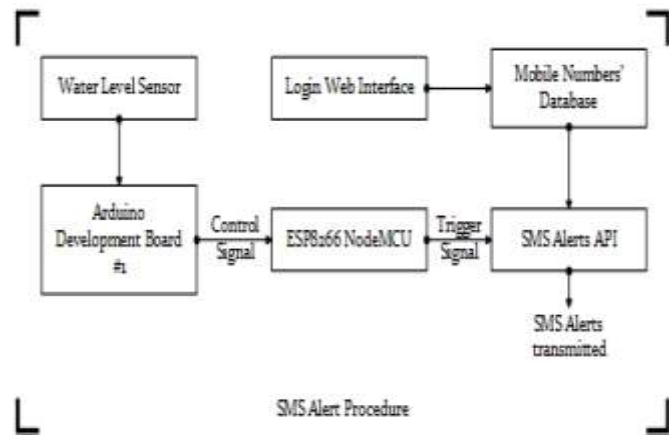 Water Level Sensor
Login Web Interface
Mobile Numbers'
Database
Arduino
Development Board
#1
Control
Signal
ESP8266 NodeMCU
Trigger
Signal
SMS Alerts API
SMS Alerts
transmitted
SMS Alert Procedure